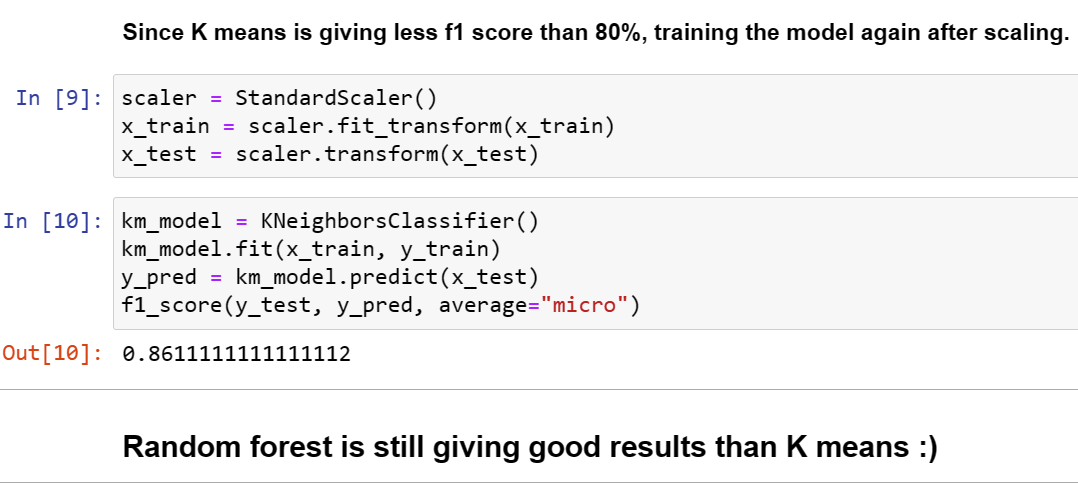 Since K means is giving less f1 score than 80%, training the model again after scaling.
In [9]: scaler = StandardScaler()
x_train = scaler.fit_transform(x_train)
x_test = scaler.transform(x_test)
In [10]: km_model = KNeighborsClassifier()
km_model.fit(x_train, y_train)
y_pred = km_model.predict(x_test)
f1_score(y_test, y_pred, average="micro")
Out[10]: 0.8611111111111112
Random forest is still giving good results than K means :)